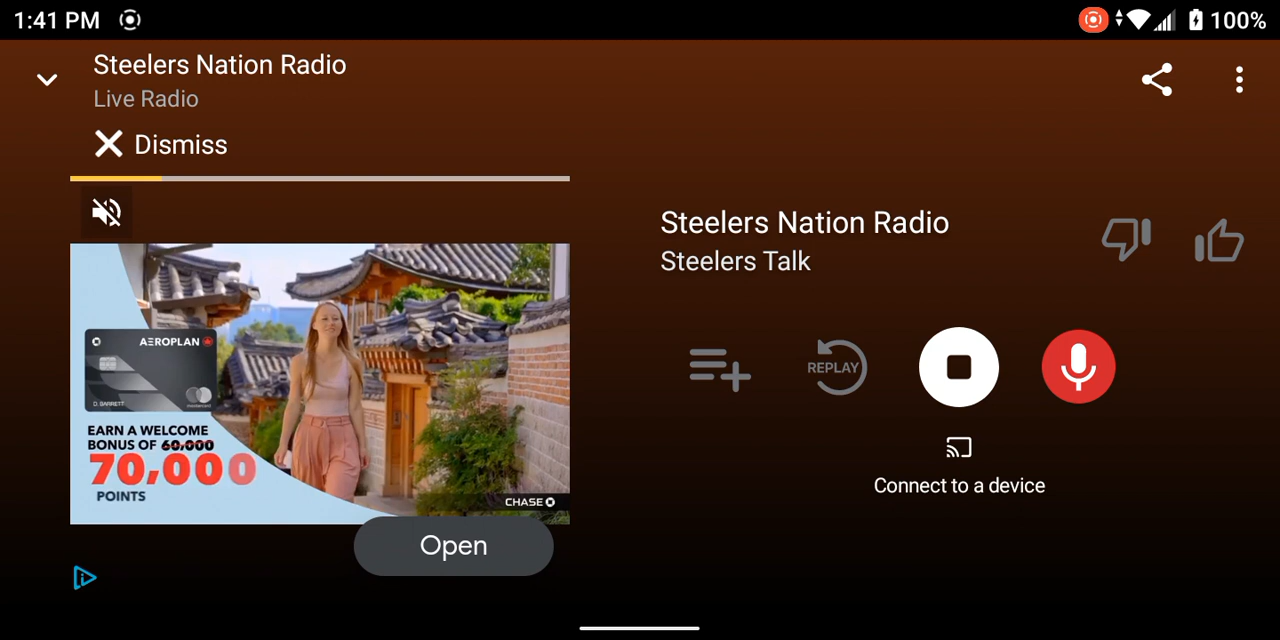 1:41 PM
100%
Steelers Nation Radio
Live Radio
Dismiss
AEROPLAN
D. BARRETT
EARN A WELCOME
BONUS OF 60,000
70,000
POINTS
CHASE
Open
Steelers Nation Radio
Steelers Talk
REPLAY
Connect to a device